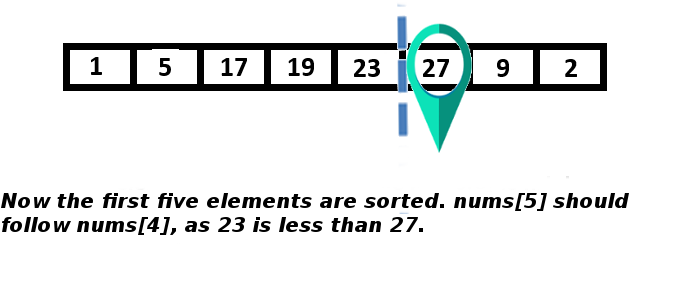 1 5 17 19 23 27 9 2
Now the first five elements are sorted. nums[5] should
follow nums[4], as 23 is less than 27.